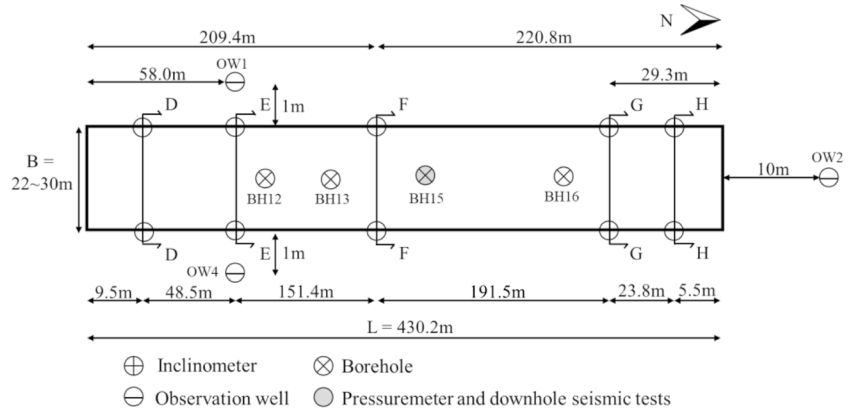 N
209.4m
220.8m
58.0m
OW1
29.3m
D
E
1m
F
G
H
B =
22~30m
BH12
BH13
BH15
BH16
10m
OW2
D
E
1m
F
G
H
OW4
9.5m
48.5m
151.4m
191.5m
23.8m
5.5m
L = 430.2m
Inclinometer
Borehole
Observation well
Pressuremeter and downhole seismic tests